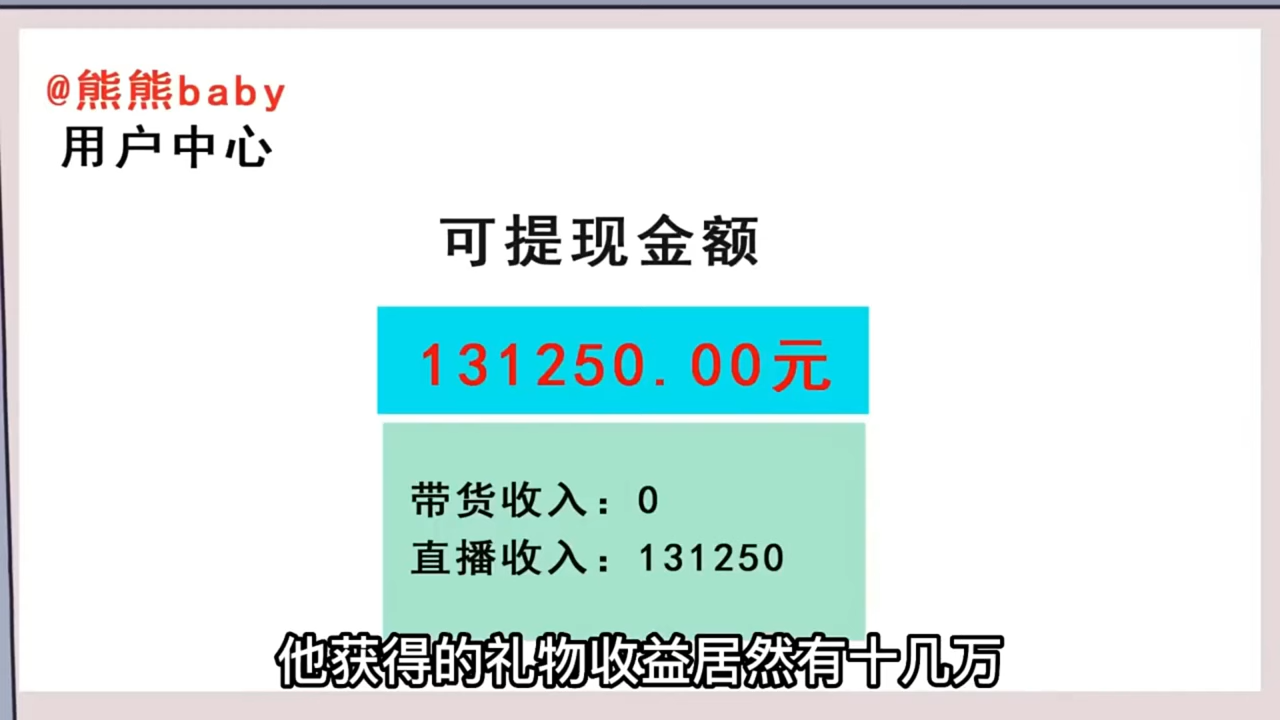 @熊熊baby
用户中心
可提现金额
131250.00元
带货收入：0
直播收入：131250
他获得的礼物收益居然有十几万